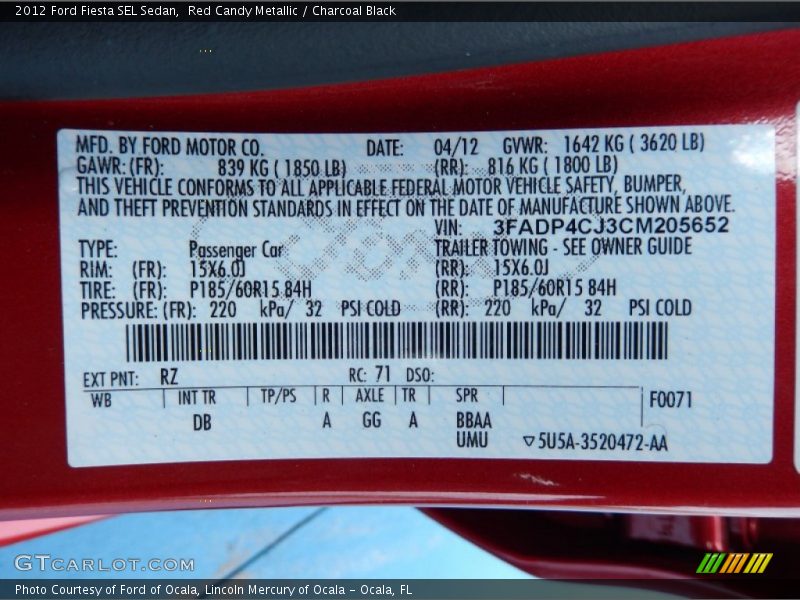 2012 Ford Fiesta SEL Sedan,  Red Candy Metallic / Charcoal Black
MFD. BY FORD MOTOR CO. DATE: 04/12 GVWR: 1642 KG ( 3620 LB)
GAWR: (FR): 839 KG ( 1850 LB) (RR): 816 KG ( 1800 LB)
THIS VEHICLE CONFORMS TO ALL APPLICABLE FEDERAL MOTOR VEHICLE SAFETY, BUMPER,
AND THEFT PREVENTION STANDARDS IN EFFECT ON THE DATE OF MANUFACTURE SHOWN ABOVE.
VIN: 3FADP4CJ3CM205652
TYPE: Passenger Car TRAILER TOWING - SEE OWNER GUIDE
RIM: (FR): 15X6.0J (RR): 15X6.0J
TIRE: (FR): P185/60R15 84H (RR): P185/60R15 84H
PRESSURE: (FR): 220 kPa/ 32 PSI COLD (RR): 220 kPa/ 32 PSI COLD
EXT PNT: RZ RC: 71 DSO:
WB | INT TR | TP/PS | R | AXLE | TR | SPR | F0071
DB A GG A BBAA
UMU ▽5U5A-3520472-AA
GTCARLOT.COM
Photo Courtesy of Ford of Ocala, Lincoln Mercury of Ocala - Ocala, FL